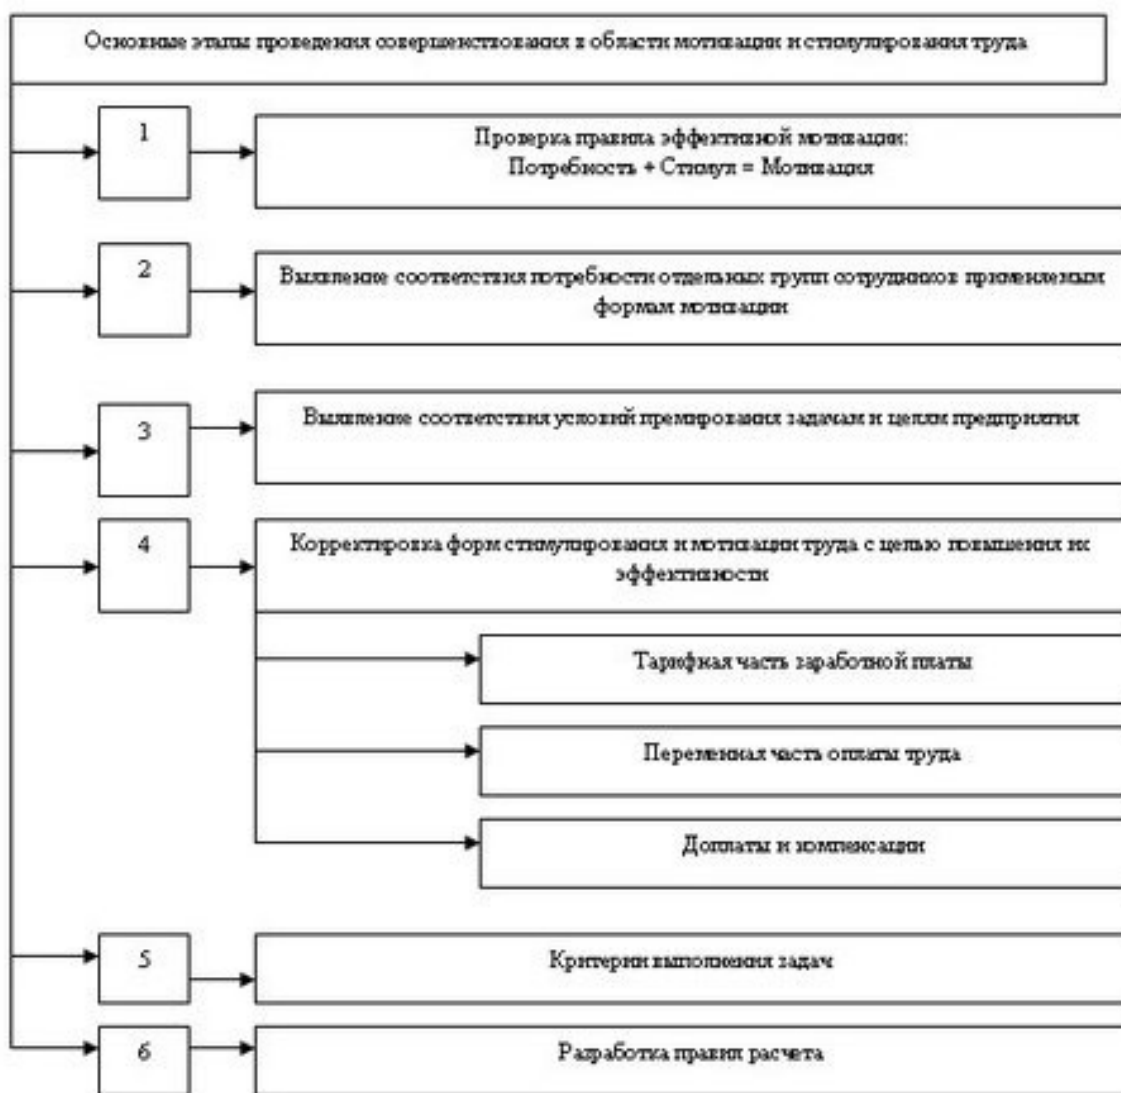 Основные этапы проведения совершенствования в области мотивации и стимулирования труда
1
Проверка правила эффективной мотивации:
Потребность + Стимул = Мотивация
2
Выявление соответствия потребности отдельных групп сотрудников применяемым
формам мотивации
3
Выявление соответствия условий премирования задачам и целям предприятия
4
Корректировка форм стимулирования и мотивации труда с целью повышения их
эффективности
Тарифная часть заработной платы
Переменная часть оплаты труда
Доплаты и компенсации
5
Критерии выполнения задач
6
Разработка правил расчета